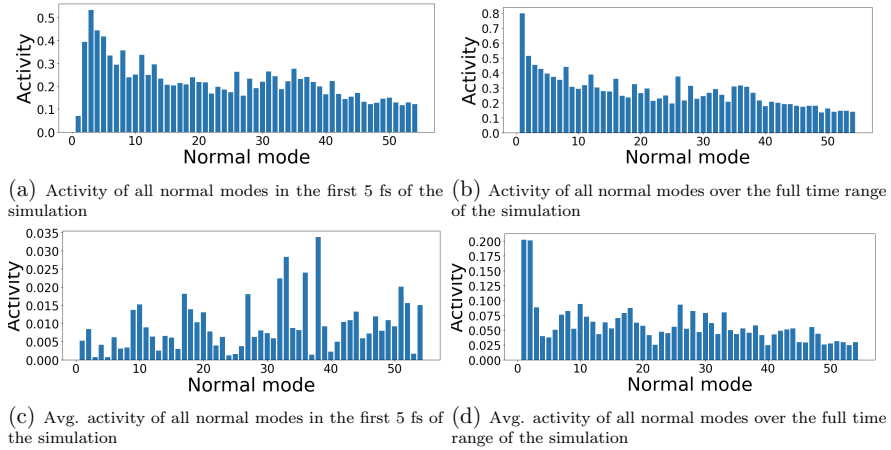 Activity
0.5
0.4
0.3
0.2
0.1
0.0
0 10 20 30 40 50
Normal mode
Activity
0.8
0.7
0.6
0.5
0.4
0.3
0.2
0.1
0.0
0 10 20 30 40 50
Normal mode
(a) Activity of all normal modes in the first 5 fs of the
simulation
(b) Activity of all normal modes over the full time range
of the simulation
Activity
0.035
0.030
0.025
0.020
0.015
0.010
0.005
0.000
0 10 20 30 40 50
Normal mode
Activity
0.200
0.175
0.150
0.125
0.100
0.075
0.050
0.025
0.000
0 10 20 30 40 50
Normal mode
(c) Avg. activity of all normal modes in the first 5 fs of
the simulation
(d) Avg. activity of all normal modes over the full time
range of the simulation